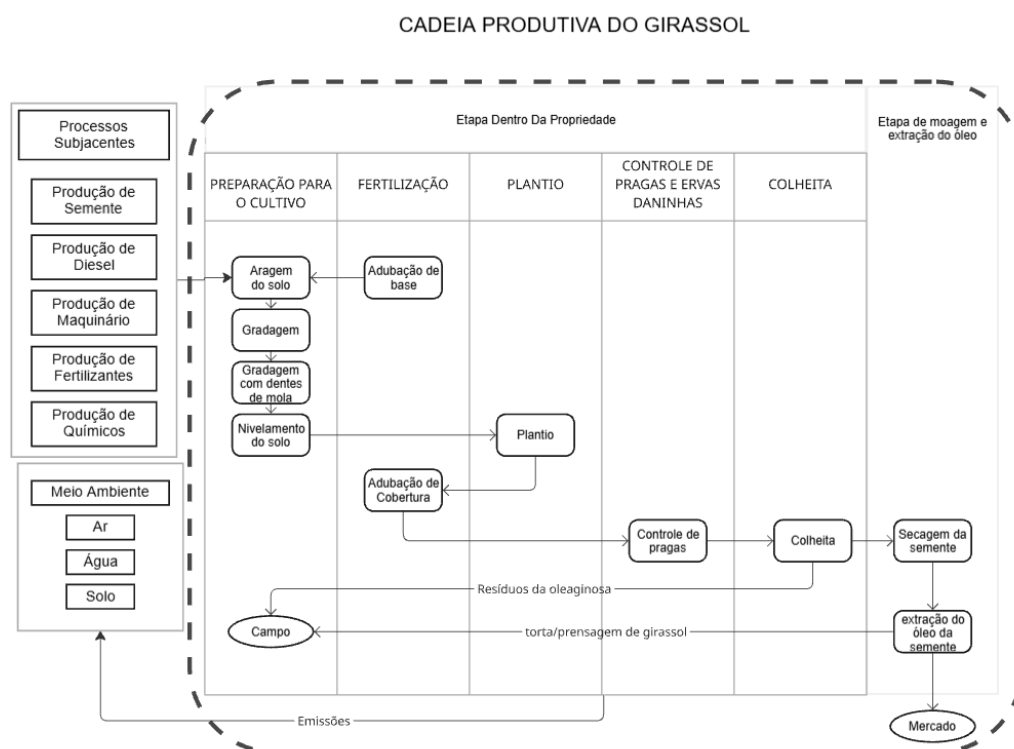 CADEIA PRODUTIVA DO GIRASSOL
Processos
Subjacentes
Produção de
Semente
Produção de
Diesel
Produção de
Maquinário
Produção de
Fertilizantes
Produção de
Químicos
Meio Ambiente
Ar
Água
Solo
Etapa Dentro Da Propriedade
Etapa de moagem e
extração do óleo
PREPARAÇÃO PARA
O CULTIVO
FERTILIZAÇÃO
PLANTIO
CONTROLE DE
PRAGAS E ERVAS
DANINHAS
COLHEITA
Aragem
do solo
Adubação de
base
Gradagem
Gradagem
com dentes
de mola
Nivelamento
do solo
Plantio
Adubação de
Cobertura
Controle de
pragas
Colheita
Secagem da
semente
Resíduos da oleaginosa
Campo
torta/prensagem de girassol
extração do
óleo da
semente
Emissões
Mercado